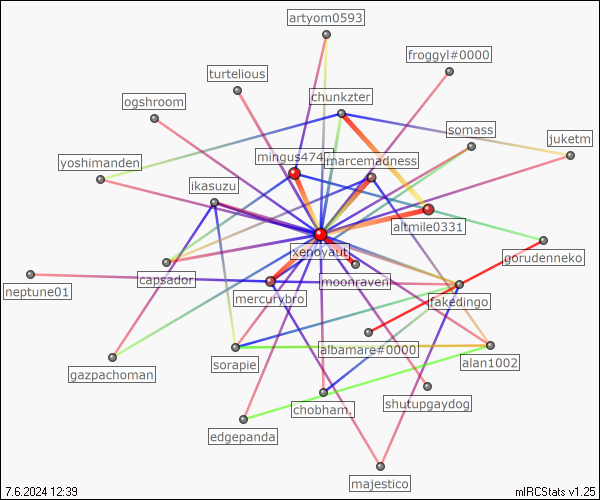 artyom0593
froggyl#0000
turtelious
chunkzter
ogshroom
somass
juketm
mingus4742
marcemadness
yoshimanden
ikasuzu
altmile0331
xenoyaut
gorudenneko
capsador
moonraven
neptune01
mercurybro
fakedingo
albamare#0000
sorapie
alan1002
gazpachoman
chobham,
shutupgaydog
edgepanda
majestico
7.6.2024 12:39
mIRCStats v1.25